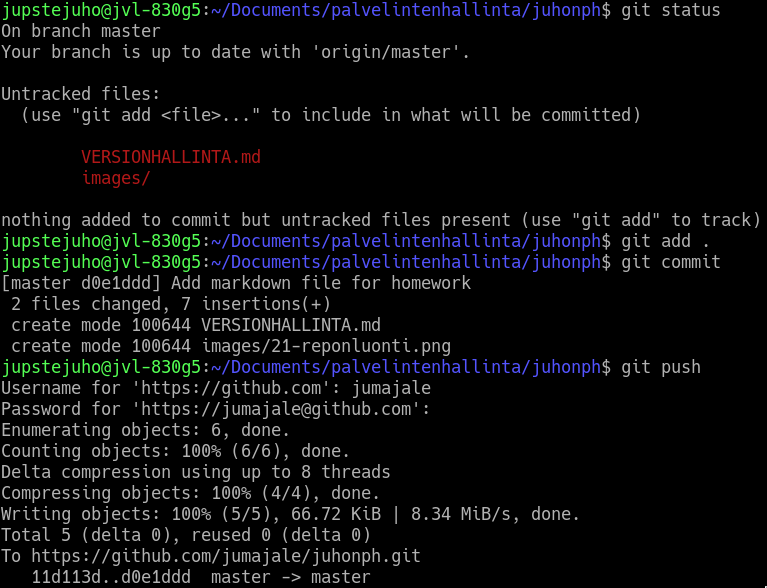 jupstejuho@jvl-830g5:~/Documents/palvelintenhallinta/juhonph$ git status
On branch master
Your branch is up to date with 'origin/master'.

Untracked files:
  (use "git add <file>..." to include in what will be committed)

        VERSIONHALLINTA.md
        images/

nothing added to commit but untracked files present (use "git add" to track)
jupstejuho@jvl-830g5:~/Documents/palvelintenhallinta/juhonph$ git add .
jupstejuho@jvl-830g5:~/Documents/palvelintenhallinta/juhonph$ git commit
[master d0e1ddd] Add markdown file for homework
 2 files changed, 7 insertions(+)
 create mode 100644 VERSIONHALLINTA.md
 create mode 100644 images/21-reponluonti.png
jupstejuho@jvl-830g5:~/Documents/palvelintenhallinta/juhonph$ git push
Username for 'https://github.com': jumajale
Password for 'https://jumajale@github.com':
Enumerating objects: 6, done.
Counting objects: 100% (6/6), done.
Delta compression using up to 8 threads
Compressing objects: 100% (4/4), done.
Writing objects: 100% (5/5), 66.72 KiB | 8.34 MiB/s, done.
Total 5 (delta 0), reused 0 (delta 0)
To https://github.com/jumajale/juhonph.git
   11d113d..d0e1ddd  master -> master